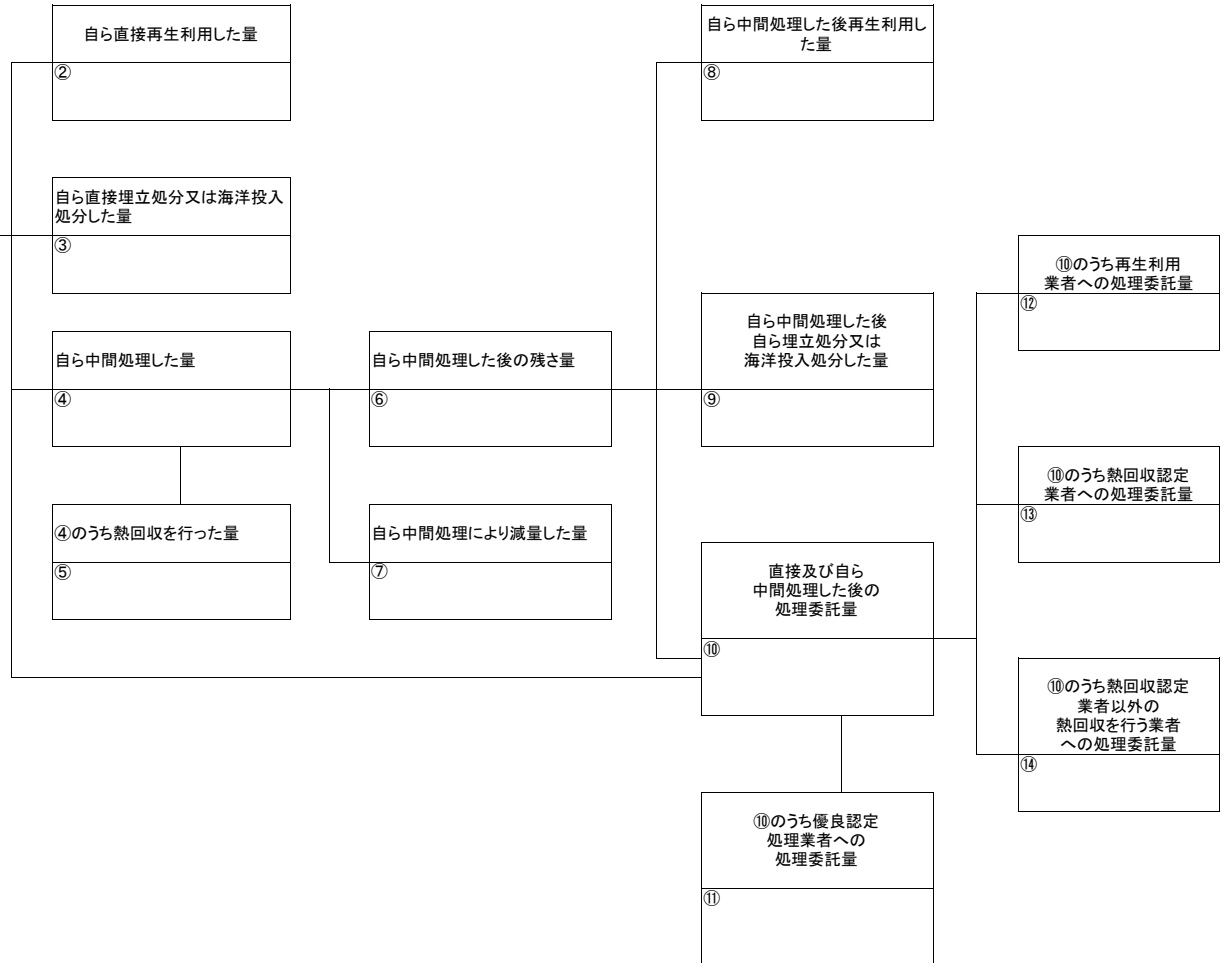 自ら直接再生利用した量
②
自ら中間処理した後再生利用し
た量
⑧
自ら直接埋立処分又は海洋投入
処分した量
③
⑩のうち再生利用
業者への処理委託量
⑫
自ら中間処理した量
④
自ら中間処理した後の残さ量
⑥
自ら中間処理した後
自ら埋立処分又は
海洋投入処分した量
⑨
⑩のうち熱回収認定
業者への処理委託量
⑬
④のうち熱回収を行った量
⑤
自ら中間処理により減量した量
⑦
直接及び自ら
中間処理した後の
処理委託量
⑩
⑩のうち熱回収認定
業者以外の
熱回収を行う業者
への処理委託量
⑭
⑩のうち優良認定
処理業者への
処理委託量
⑪